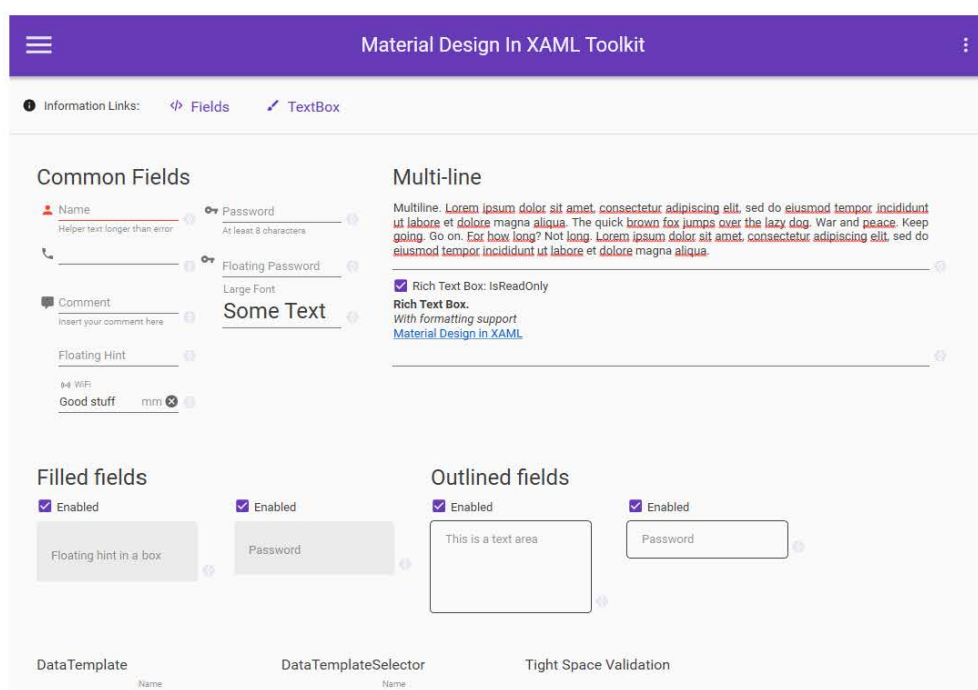 Material Design In XAML Toolkit
Information Links:
Fields
TextBox
Common Fields
Name
Helper text longer than error
Password
At least 8 characters
Floating Password
Comment
Insert your comment here
Large Font
Some Text
Floating Hint
WiFi
Good stuff mm
Multi-line
Multiline. Lorem ipsum dolor sit amet, consectetur adipiscing elit, sed do eiusmod tempor incididunt
ut labore et dolore magna aliqua. The quick brown fox jumps over the lazy dog. War and peace. Keep
going. Go on. For how long? Not long. Lorem ipsum dolor sit amet, consectetur adipiscing elit, sed do
eiusmod tempor incididunt ut labore et dolore magna aliqua.
Rich Text Box: IsReadOnly
Rich Text Box.
With formatting support
Material Design in XAML
Filled fields
Enabled
Floating hint in a box
Enabled
Password
Outlined fields
Enabled
This is a text area
Enabled
Password
DataTemplate
Name
DataTemplateSelector
Name
Tight Space Validation